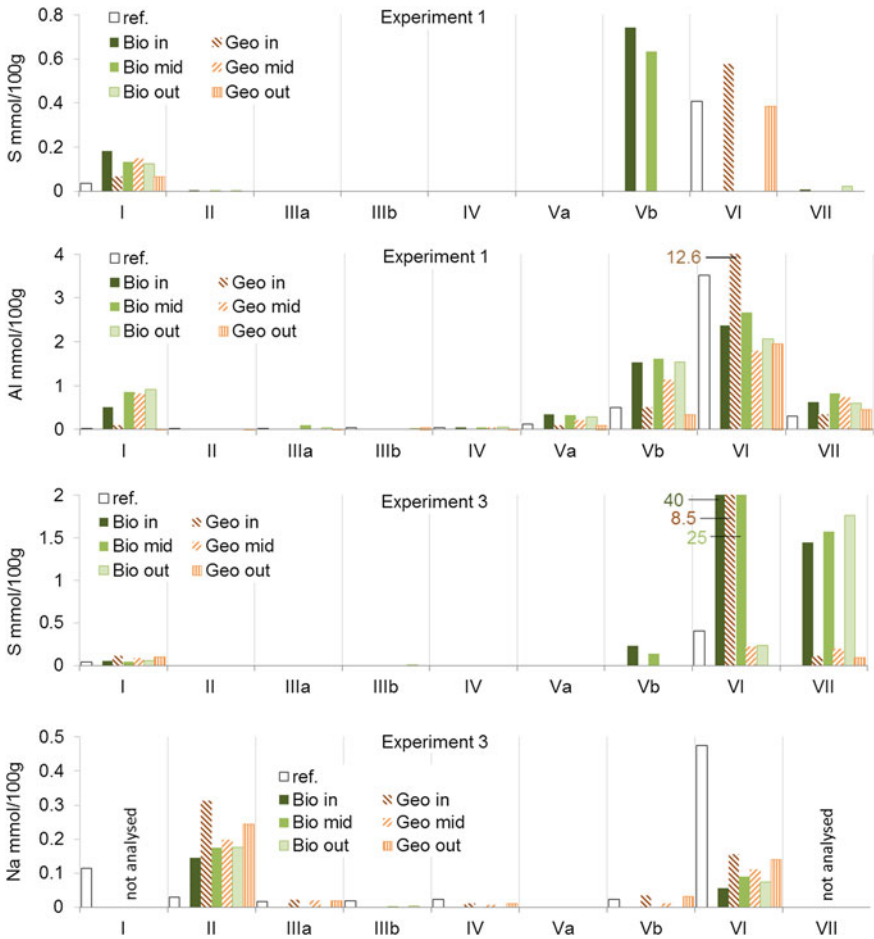 Experiment 1
S mmol/100g
0.8
0.6
0.4
0.2
0
ref.
Bio in Geo in
Bio mid Geo mid
Bio out Geo out
I II IIIa IIIb IV Va Vb VI VII
Experiment 1
Al mmol/100g
4
3
2
1
0
ref.
Bio in Geo in
Bio mid Geo mid
Bio out Geo out
12.6
I II IIIa IIIb IV Va Vb VI VII
Experiment 3
S mmol/100g
2
1.5
1
0.5
0
ref.
Bio in Geo in
Bio mid Geo mid
Bio out Geo out
40
8.5
25
I II IIIa IIIb IV Va Vb VI VII
Experiment 3
Na mmol/100g
0.5
0.4
0.3
0.2
0.1
0
ref.
Bio in Geo in
Bio mid Geo mid
Bio out Geo out
not analysed
not analysed
I II IIIa IIIb IV Va Vb VI VII